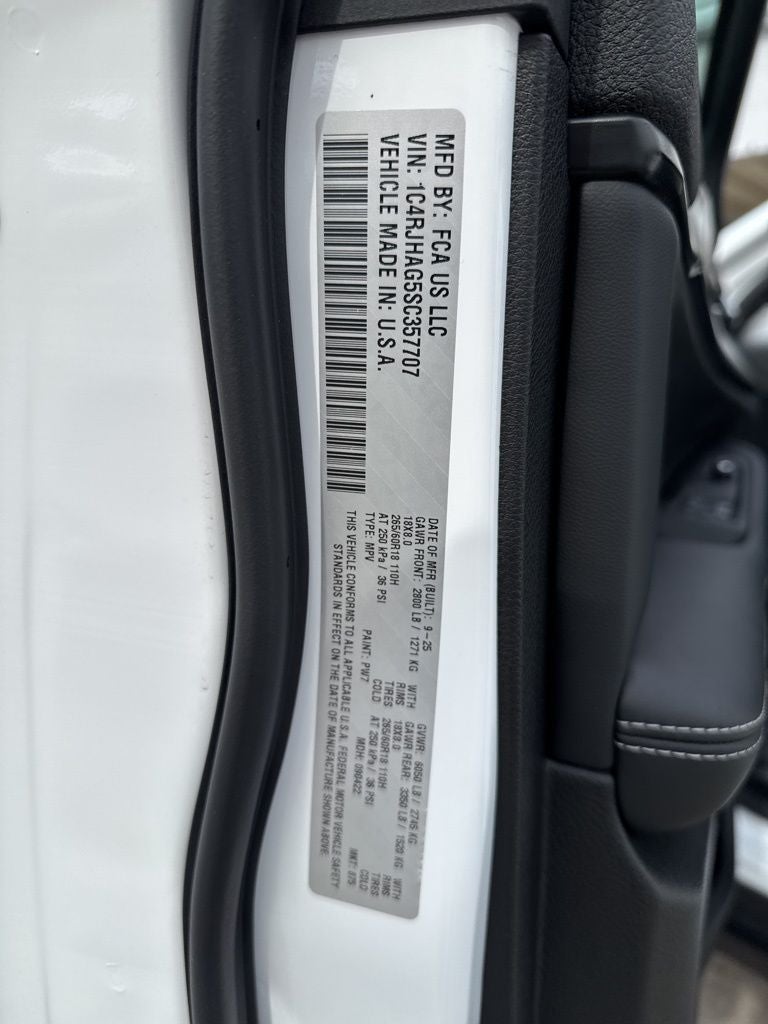 MFD BY: FCA US LLC
VIN: 1C4RJHAG5SC357707
VEHICLE MADE IN: U.S.A.
DATE OF MFR (BUILT): 9-25 GVWR: 6050 LB / 2745 KG
GAWR FRONT: 2800 LB / 1271 KG WITH GAWR REAR: 3350 LB / 1520 KG WITH
18X8.0 RIMS 18X8.0 RIMS
265/60R18 110H TIRES 265/60R18 110H TIRES
AT 250 kPa / 36 PSI COLD AT 250 kPa / 36 PSI COLD
TYPE: MPV PAINT: PW7 MDH: 090422 MKT:
THIS VEHICLE CONFORMS TO ALL APPLICABLE U.S.A. FEDERAL MOTOR VEHICLE SAFETY
STANDARDS IN EFFECT ON THE DATE OF MANUFACTURE SHOWN ABOVE.